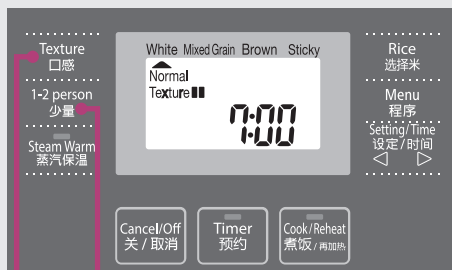 Texture
口感
1-2 person
少量
Steam Warm
蒸汽保温
White Mixed Grain Brown Sticky
Normal
Texture
7:00
Rice
选择米
Menu
程序
Setting/Time
设定/时间
◁ ▷
Cancel/Off
关/取消
Timer
预约
Cook/Reheat
煮饭/再加热